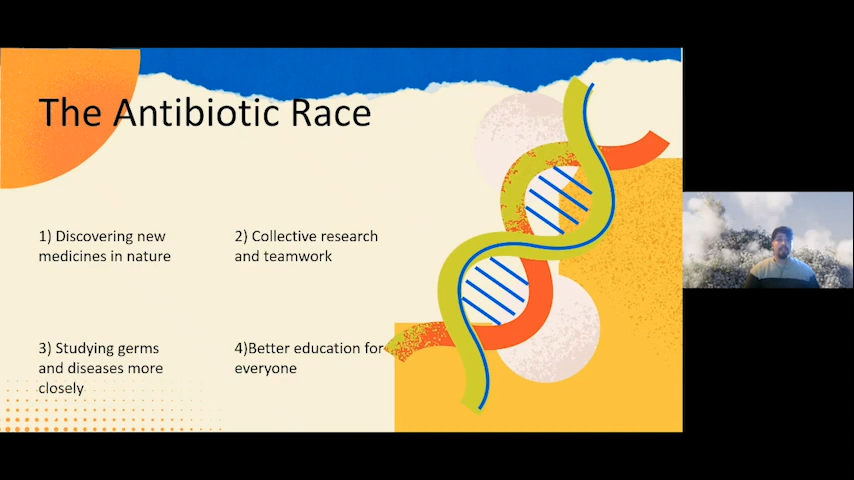 The Antibiotic Race
1) Discovering new
medicines in nature
2) Collective research
and teamwork
3) Studying germs
and diseases more
closely
4)Better education for
everyone